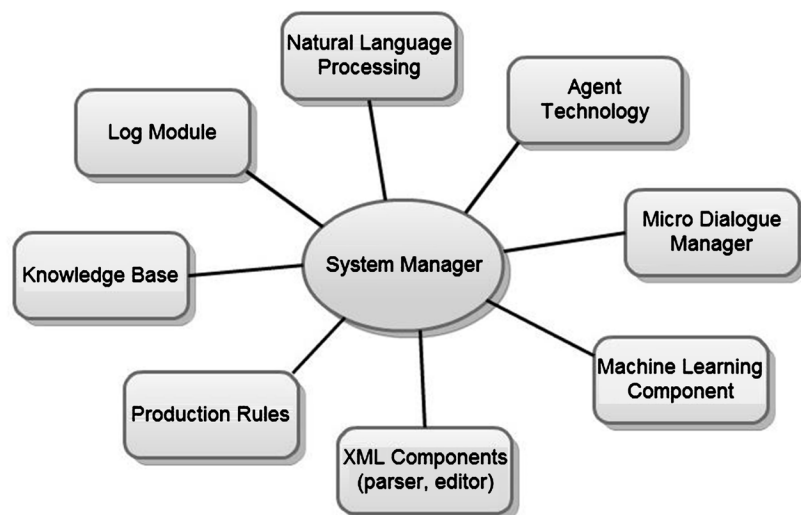 Natural Language
Processing
Agent
Technology
Log Module
Micro Dialogue
Manager
System Manager
Knowledge Base
Machine Learning
Component
Production Rules
XML Components
(parser, editor)